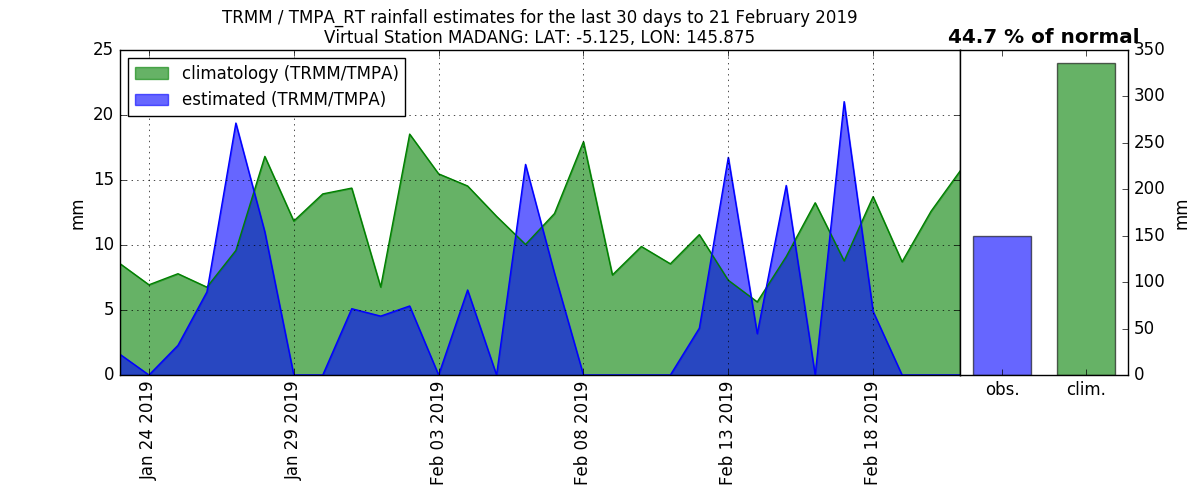 TRMM / TMPA_RT rainfall estimates for the last 30 days to 21 February 2019
Virtual Station MADANG: LAT: -5.125, LON: 145.875
44.7 % of normal
climatology (TRMM/TMPA)
estimated (TRMM/TMPA)
25
20
15
10
5
0
mm
Jan 24 2019
Jan 29 2019
Feb 03 2019
Feb 08 2019
Feb 13 2019
Feb 18 2019
obs.
clim.
350
300
250
200
150
100
50
0
mm